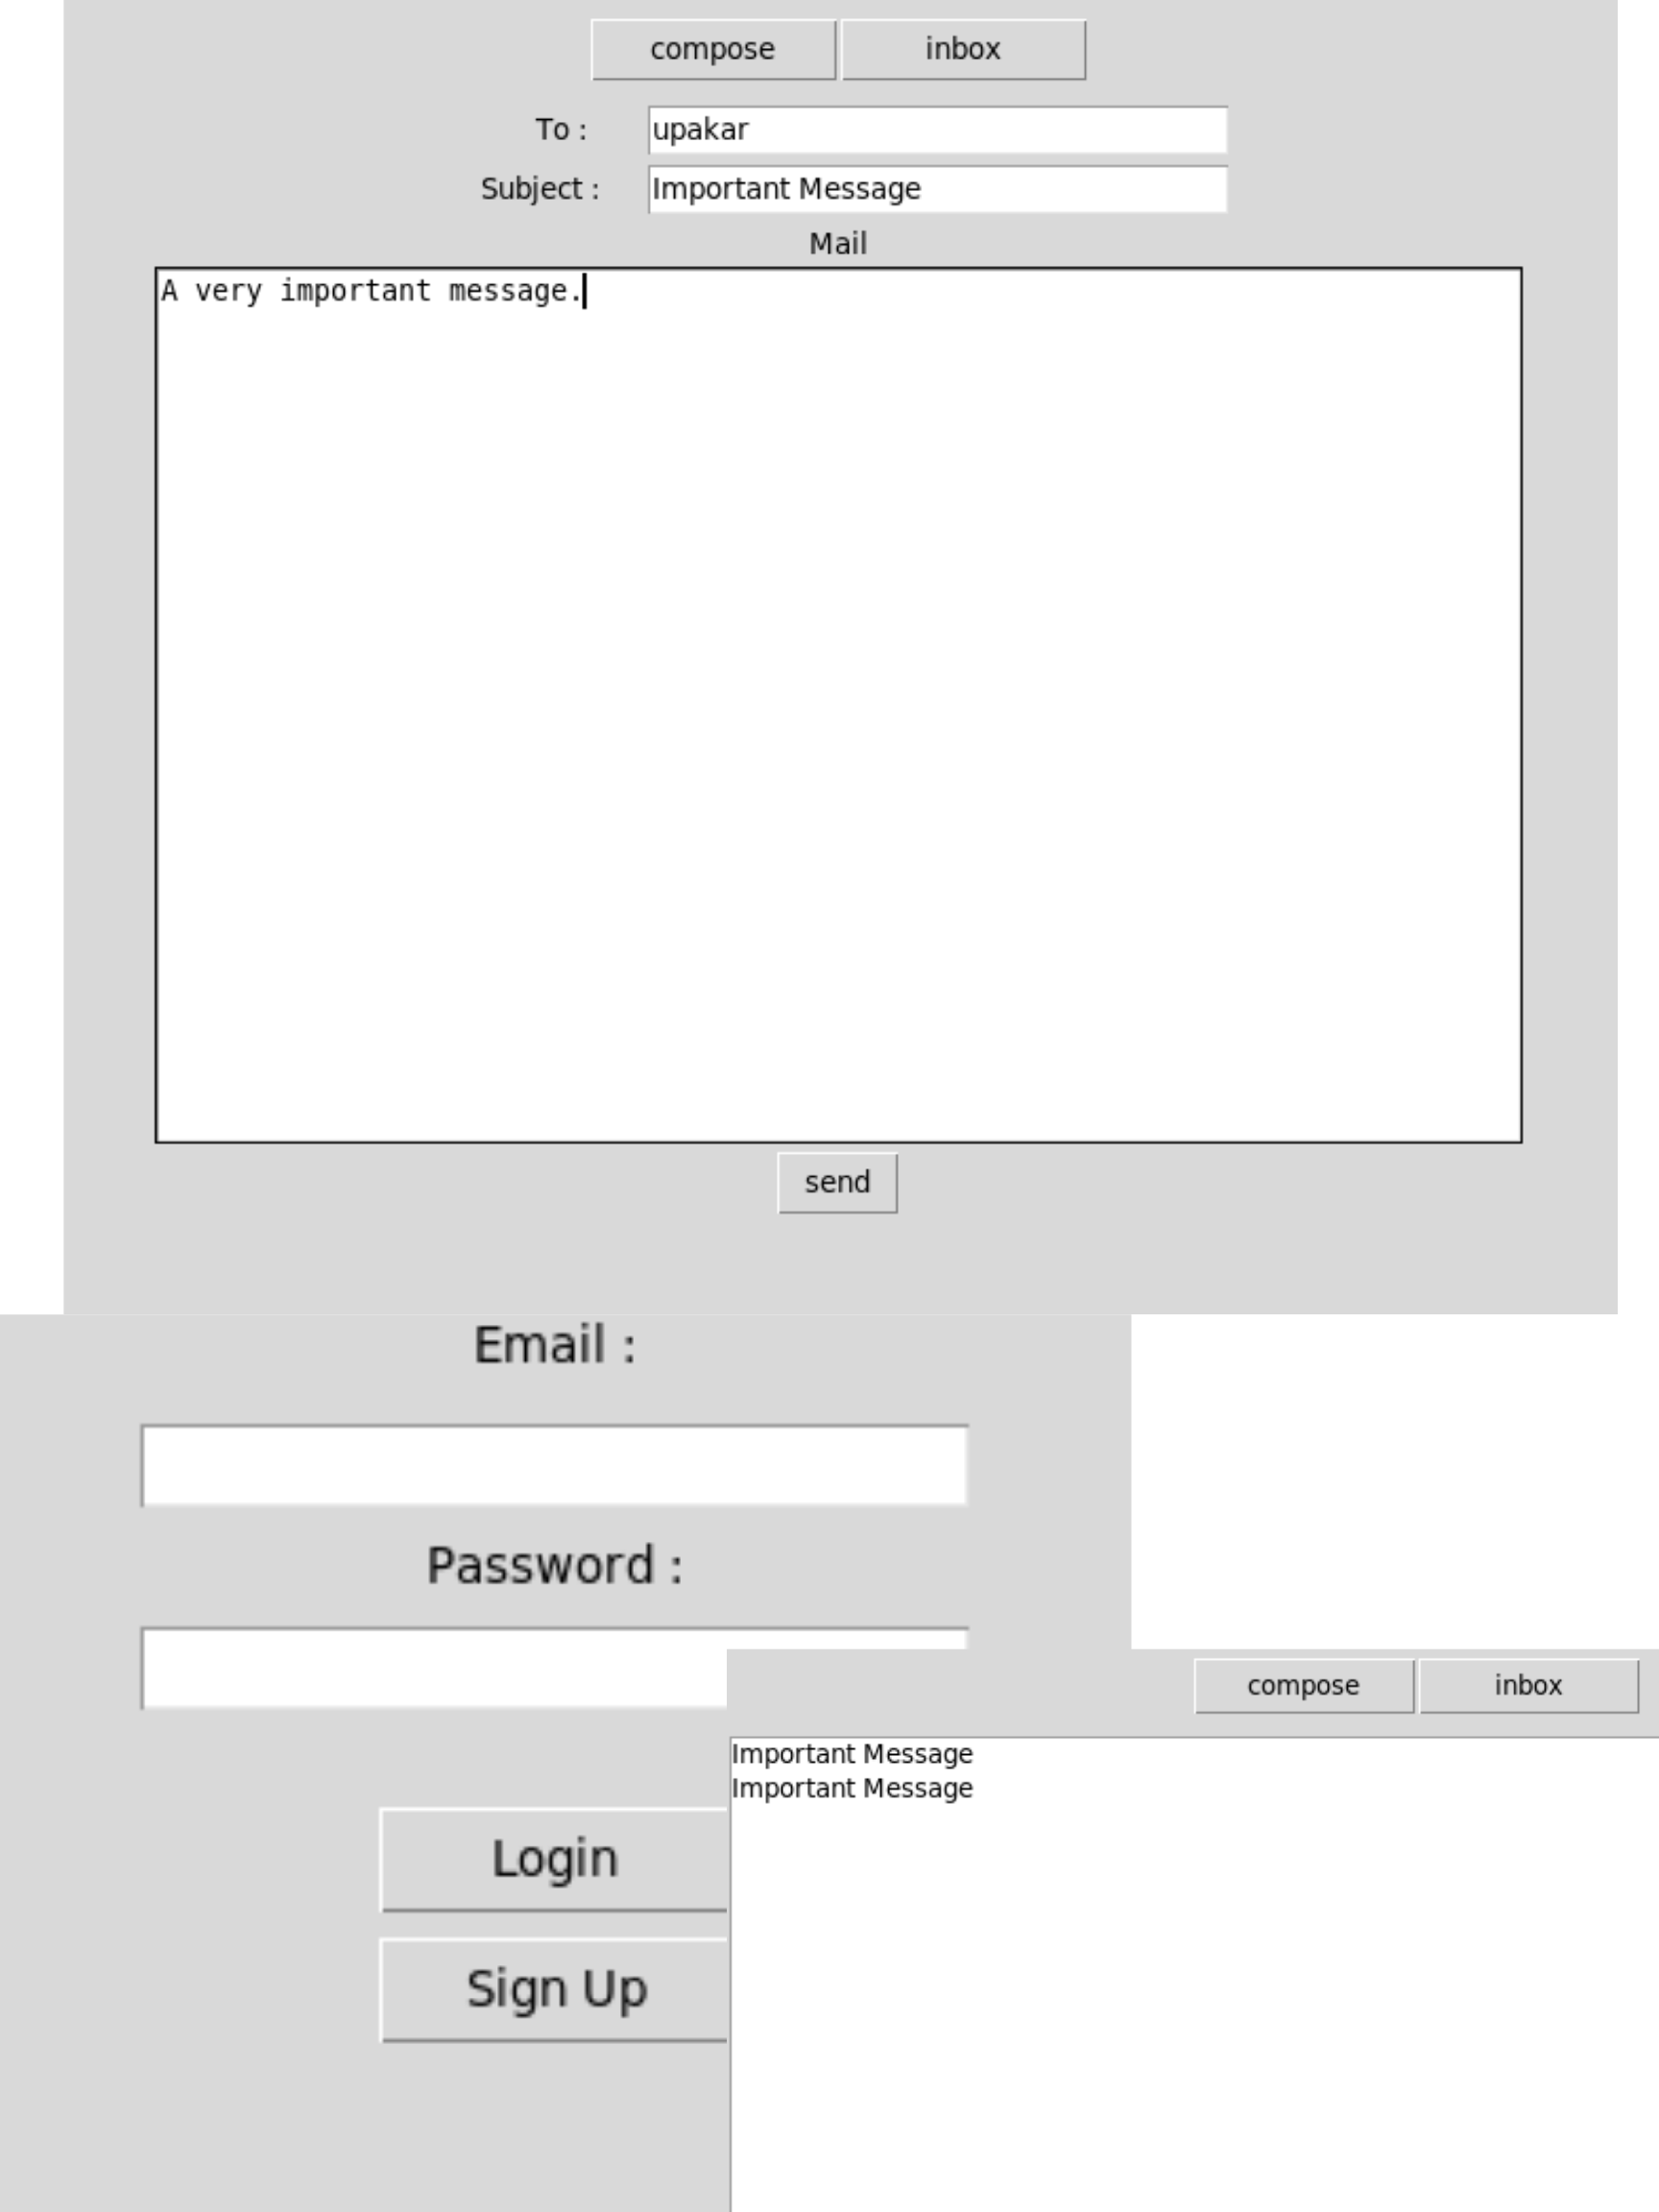 compose inbox
To : upakar
Subject : Important Message
Mail
A very important message.
send
Email :
Password :
compose inbox
Important Message
Important Message
Login
Sign Up